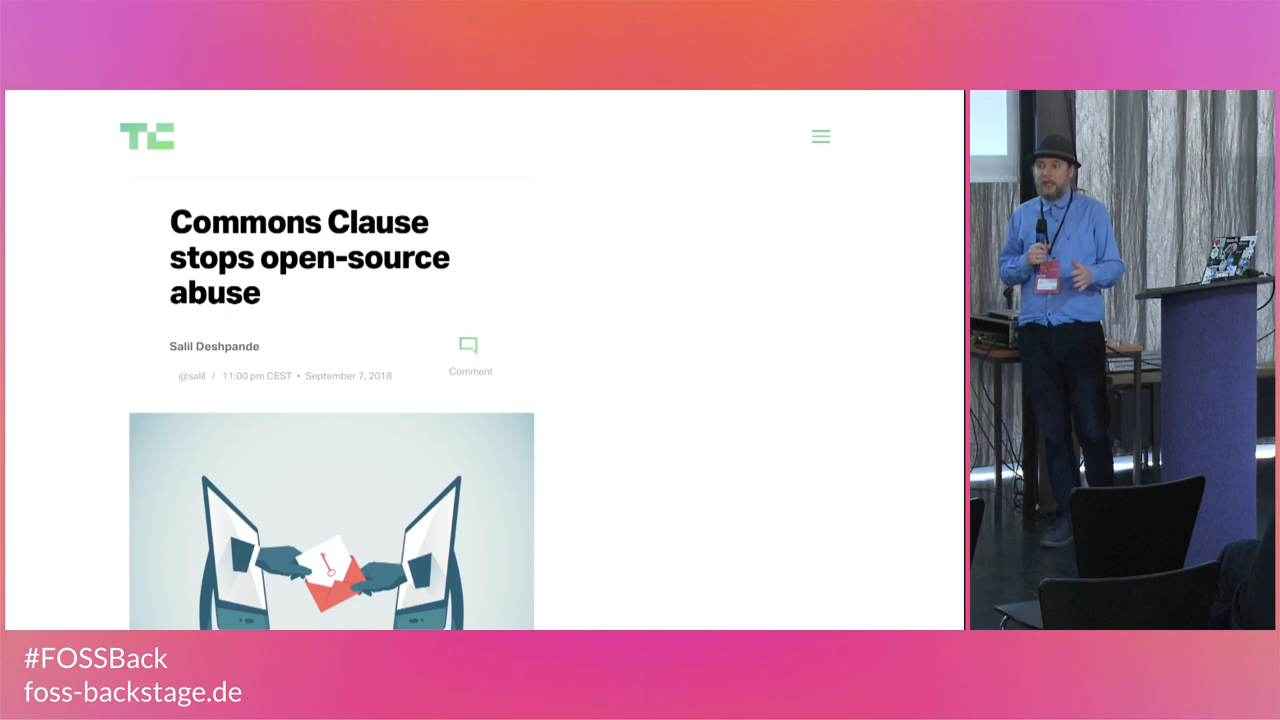 TC
Commons Clause
stops open-source
abuse
Salil Deshpande
@salil / 11:00 pm CEST • September 7, 2018
Comment
#FOSSBack
foss-backstage.de